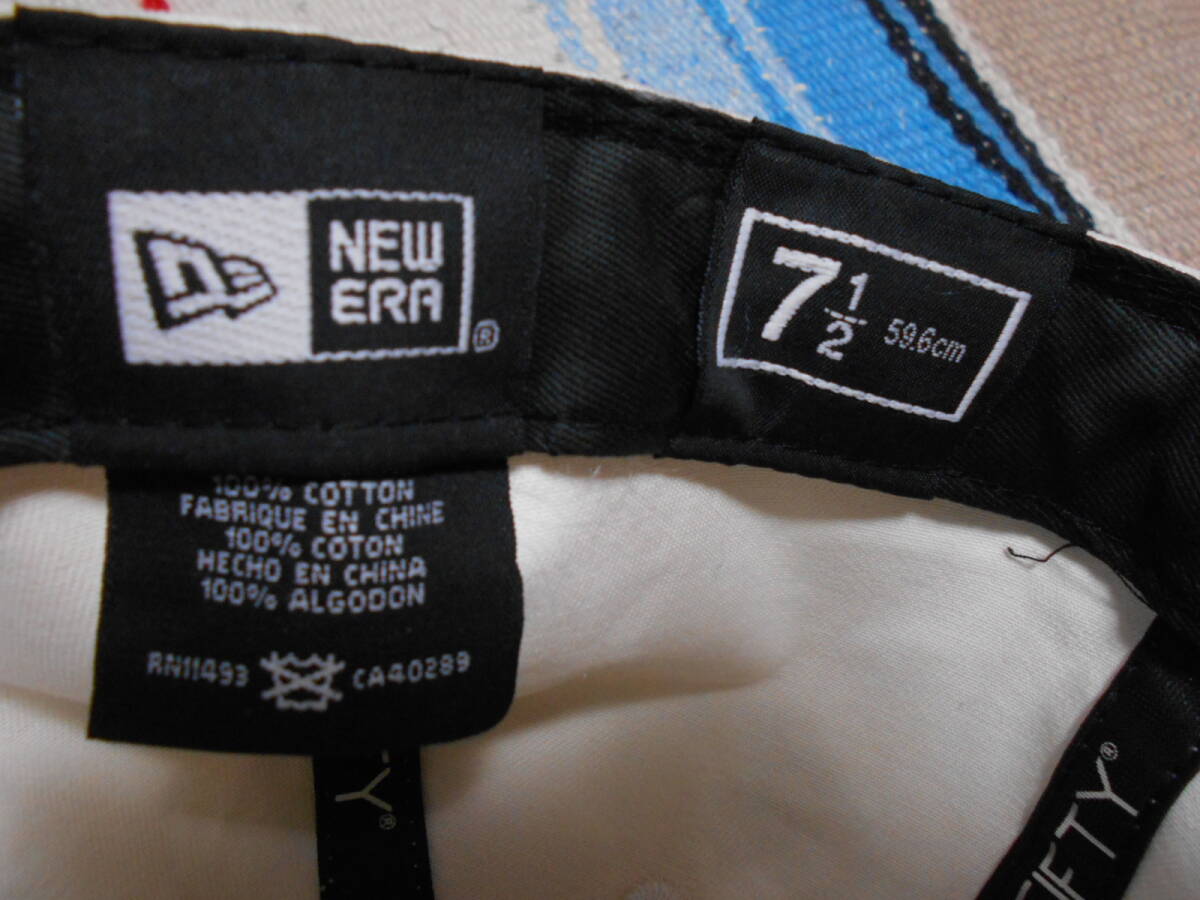 NEW
ERA
®
7 1/2 59.6cm
100% COTTON
FABRIQUE EN CHINE
100% COTON
HECHO EN CHINA
100% ALGODON
RN11493 CA40289
Y®
FIFTY®